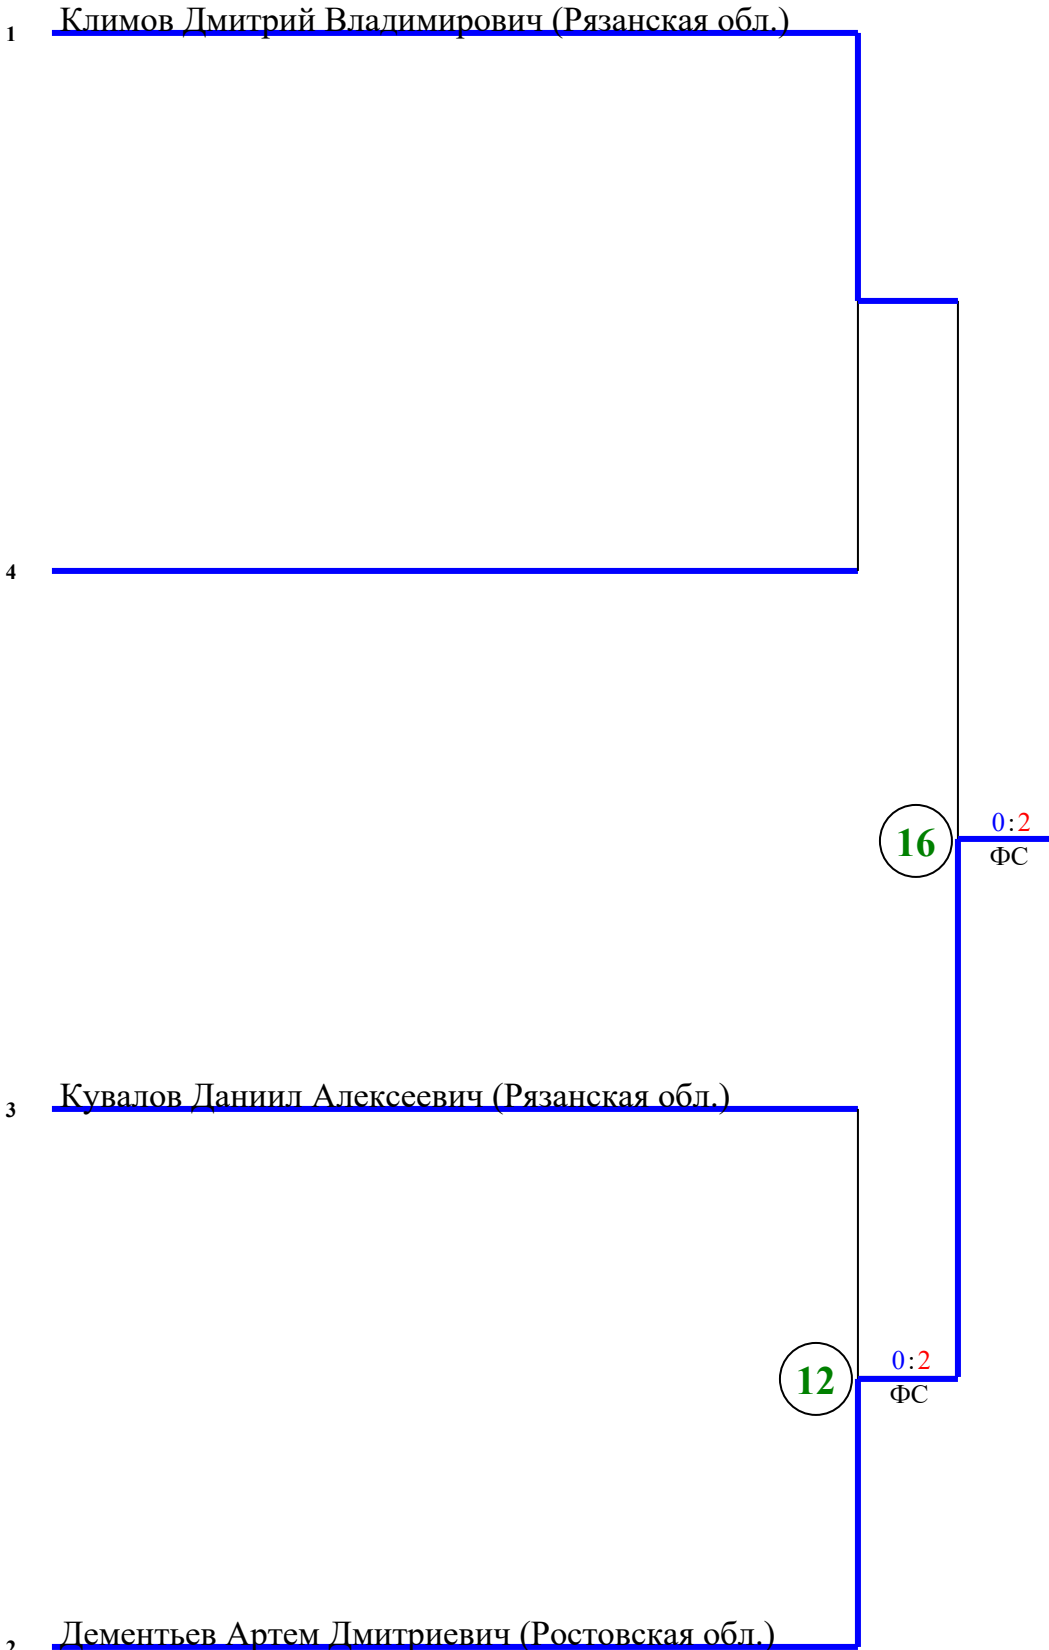 1 Климов Дмитрий Владимирович (Рязанская обл.)
4
16 0:2
ФС
3 Кувалов Даниил Алексеевич (Рязанская обл.)
12 0:2
ФС
2 Дементьев Артем Дмитриевич (Ростовская обл.)